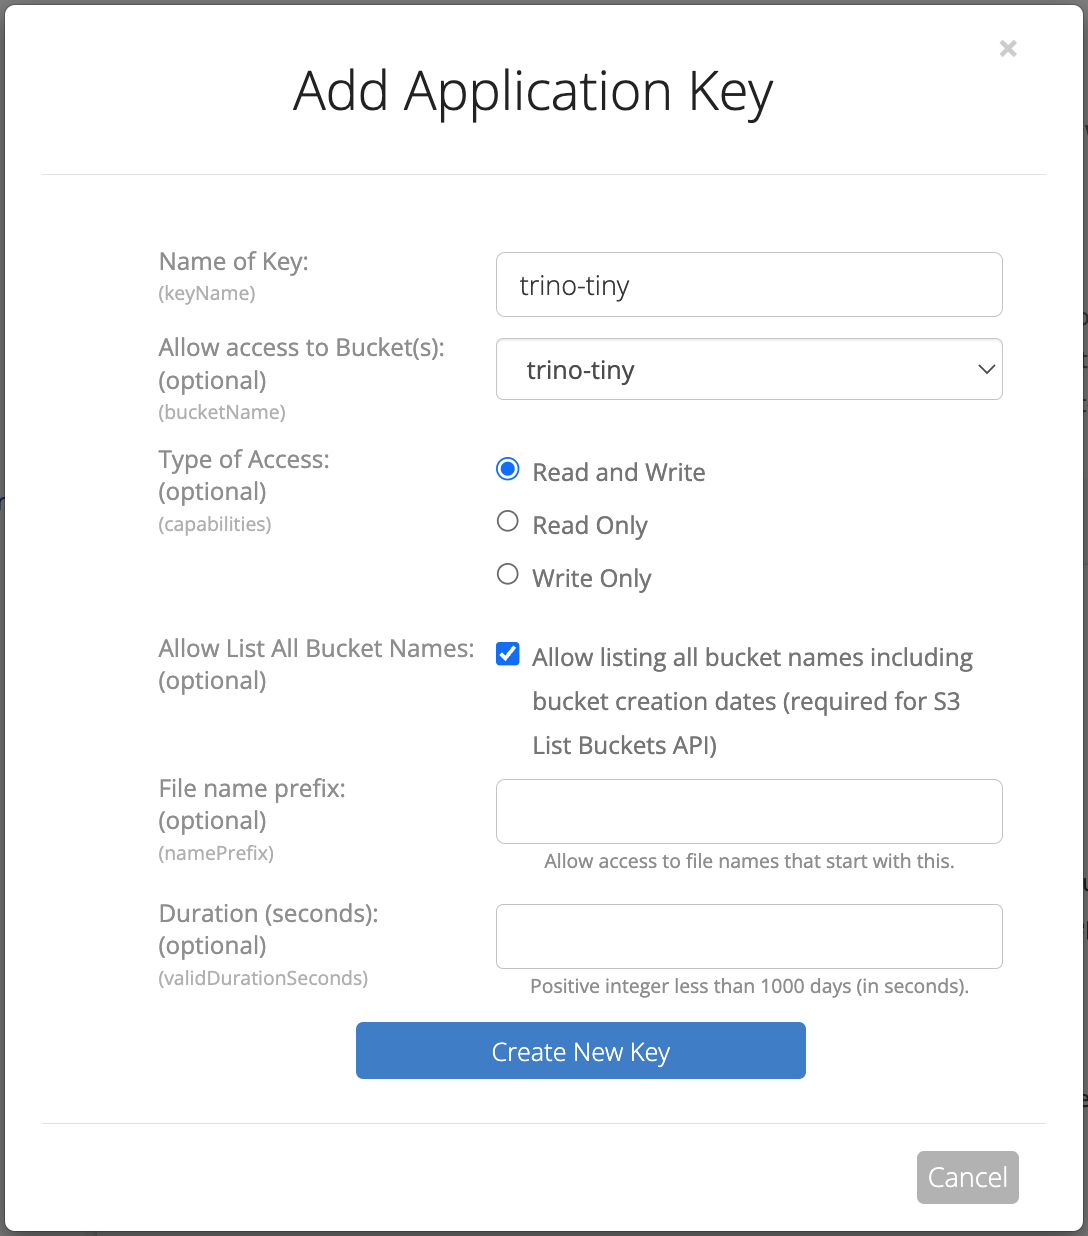 ×
Add Application Key
Name of Key:
(keyName)
trino-tiny
Allow access to Bucket(s):
(optional)
(bucketName)
trino-tiny
Type of Access:
(optional)
(capabilities)
Read and Write
Read Only
Write Only
Allow List All Bucket Names:
(optional)
Allow listing all bucket names including
bucket creation dates (required for S3
List Buckets API)
File name prefix:
(optional)
(namePrefix)
Allow access to file names that start with this.
Duration (seconds):
(optional)
(validDurationSeconds)
Positive integer less than 1000 days (in seconds).
Create New Key
Cancel